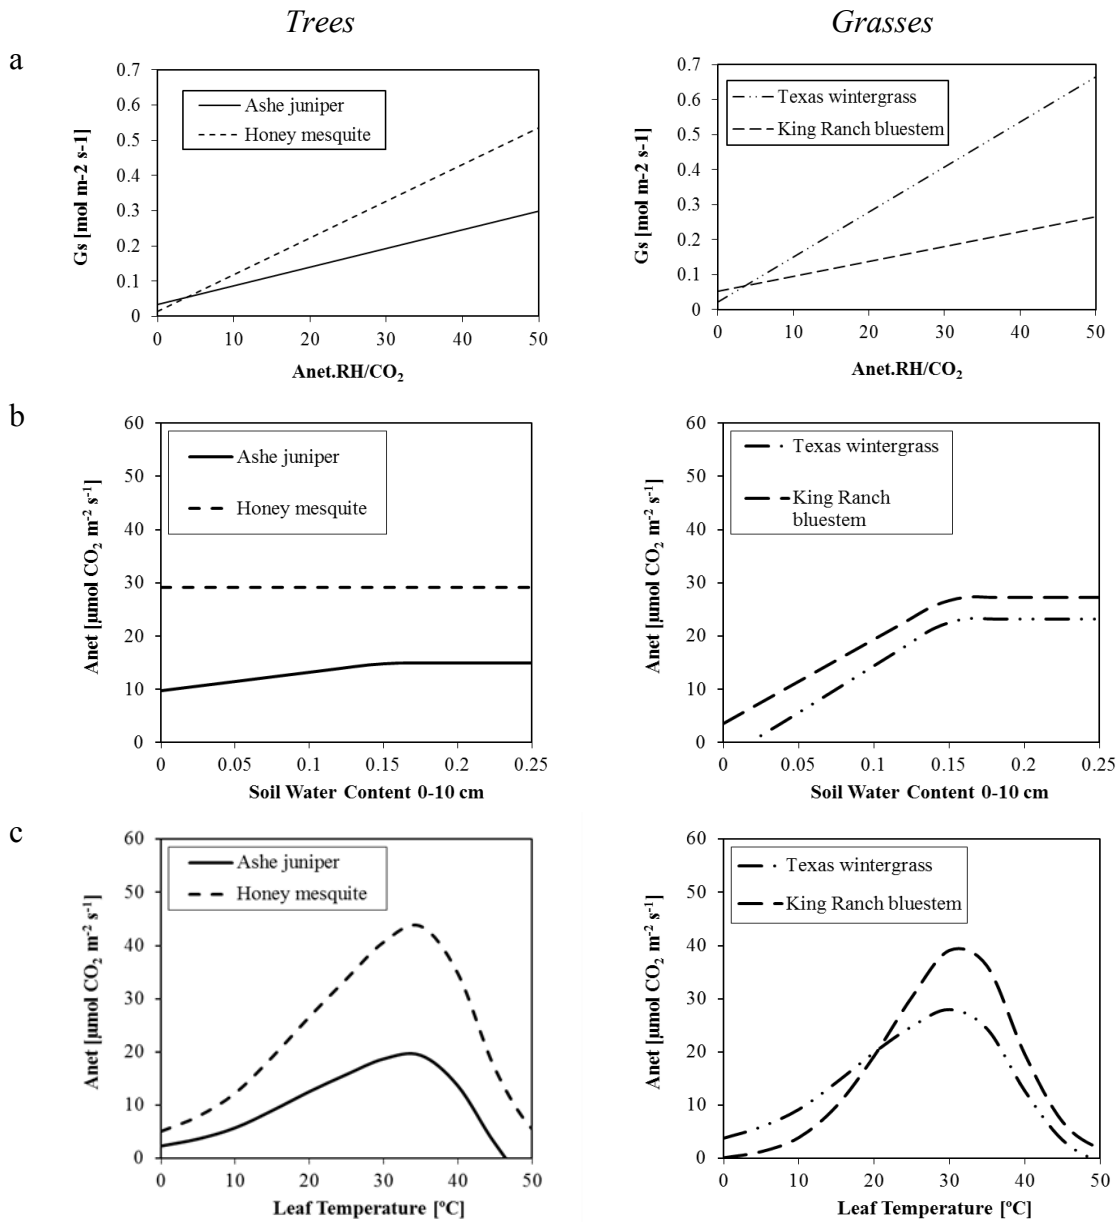 Trees
Grasses
a
0.7
0.6
0.5
0.4
0.3
0.2
0.1
0
Gs [mol m-2 s-1]
Ashe juniper
Honey mesquite
0 10 20 30 40 50
Anet.RH/CO₂
0.7
0.6
0.5
0.4
0.3
0.2
0.1
0
Gs [mol m-2 s-1]
Texas wintergrass
King Ranch bluestem
0 10 20 30 40 50
Anet.RH/CO₂
b
60
50
40
30
20
10
0
Anet [µmol CO₂ m⁻² s⁻¹]
Ashe juniper
Honey mesquite
0 0.05 0.1 0.15 0.2 0.25
Soil Water Content 0-10 cm
60
50
40
30
20
10
0
Anet [µmol CO₂ m⁻² s⁻¹]
Texas wintergrass
King Ranch
bluestem
0 0.05 0.1 0.15 0.2 0.25
Soil Water Content 0-10 cm
c
60
50
40
30
20
10
0
Anet [µmol CO₂ m⁻² s⁻¹]
Ashe juniper
Honey mesquite
0 10 20 30 40 50
Leaf Temperature [ºC]
60
50
40
30
20
10
0
Anet [µmol CO₂ m⁻² s⁻¹]
Texas wintergrass
King Ranch bluestem
0 10 20 30 40 50
Leaf Temperature [ºC]